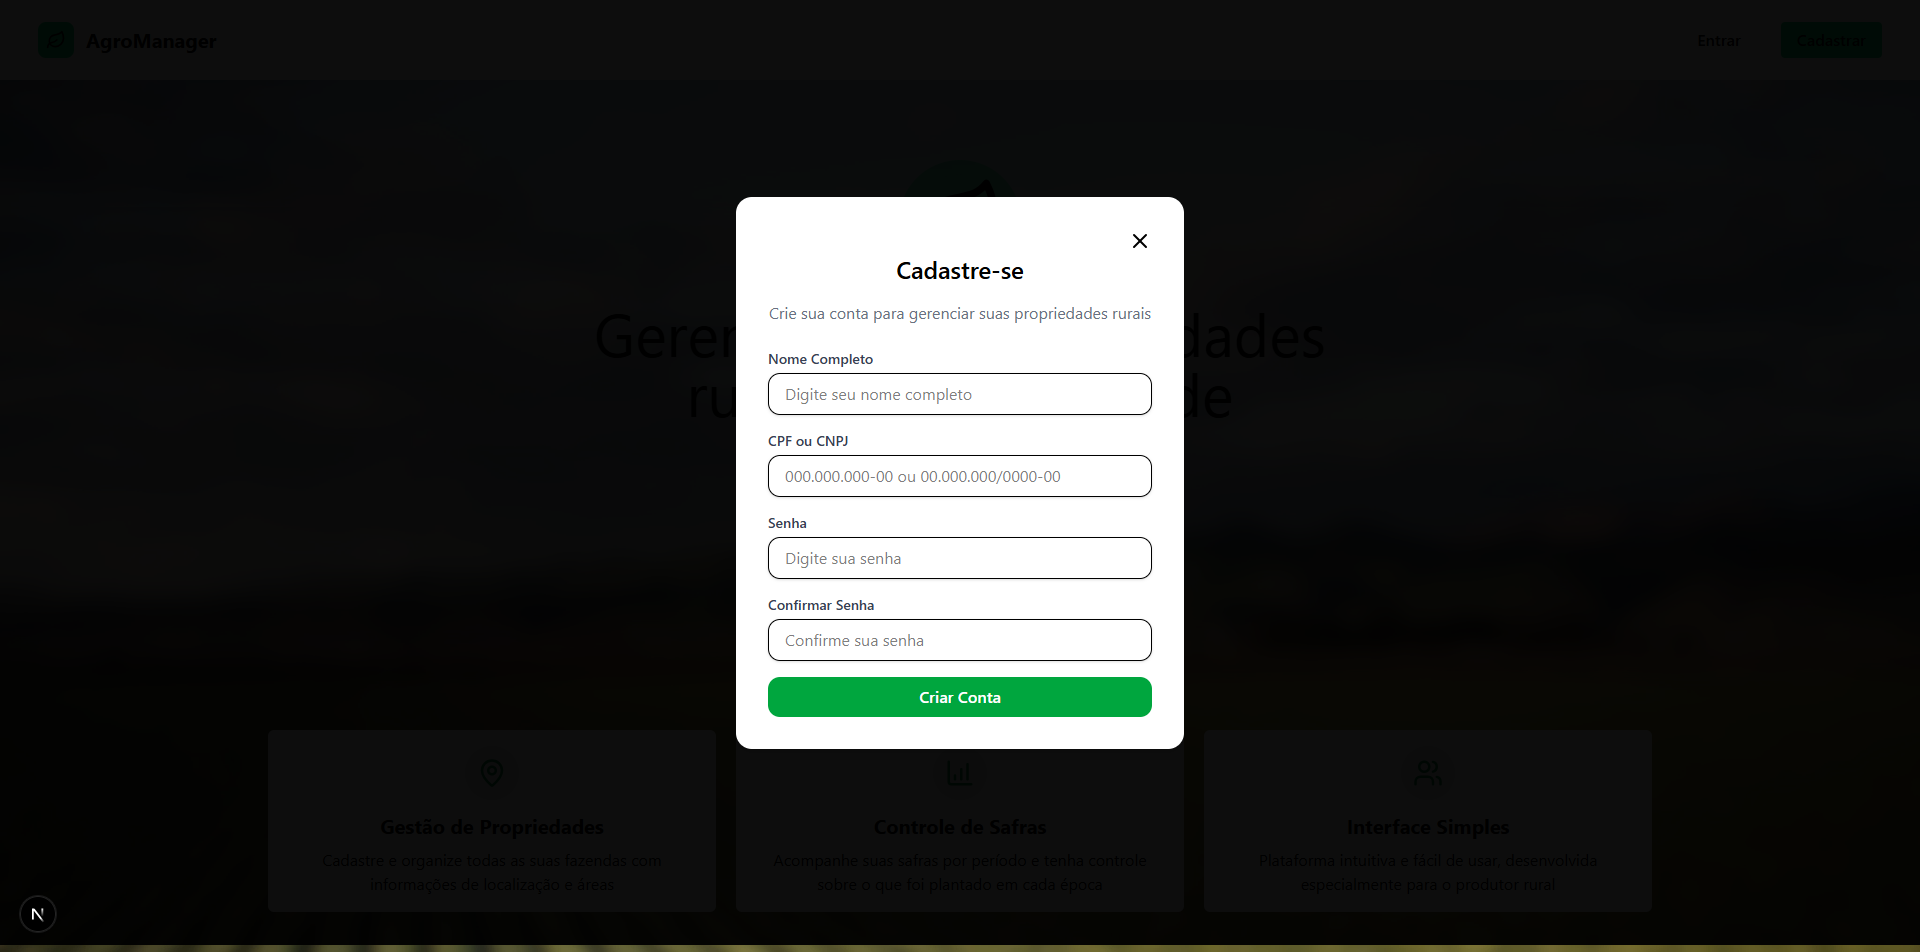 AgroManager
Entrar
Cadastrar
Cadastre-se
Crie sua conta para gerenciar suas propriedades rurais
Nome Completo
Digite seu nome completo
CPF ou CNPJ
000.000.000-00 ou 00.000.000/0000-00
Senha
Digite sua senha
Confirmar Senha
Confirme sua senha
Criar Conta
Geren dades
ru de
Gestão de Propriedades
Cadastre e organize todas as suas fazendas com
informações de localização e áreas
Controle de Safras
Acompanhe suas safras por período e tenha controle
sobre o que foi plantado em cada época
Interface Simples
Plataforma intuitiva e fácil de usar, desenvolvida
especialmente para o produtor rural
N